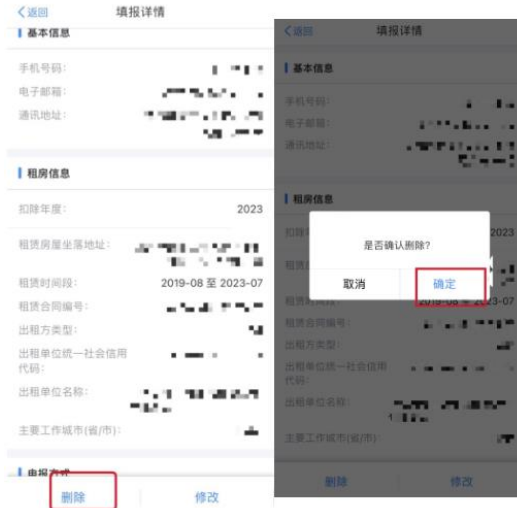 <返回 填报详情
基本信息
手机号码:
电子邮箱:
通讯地址:
租房信息
扣除年度: 2023
租赁房屋坐落地址:
租赁时间段: 2019-08 至 2023-07
租赁合同编号:
出租方类型:
出租单位统一社会信用
代码:
出租单位名称:
主要工作城市(省/市):
申报方式
删除 修改
<返回 填报详情
基本信息
手机号码:
电子邮箱:
通讯地址:
租房信息
扣除 2023
是否确认删除?
租赁
取消 确定
租赁时间段: 2019-08 至 2023-07
租赁合同编号:
出租方类型:
出租单位统一社会信用
代码:
出租单位名称:
主要工作城市(省/市):
删除 修改